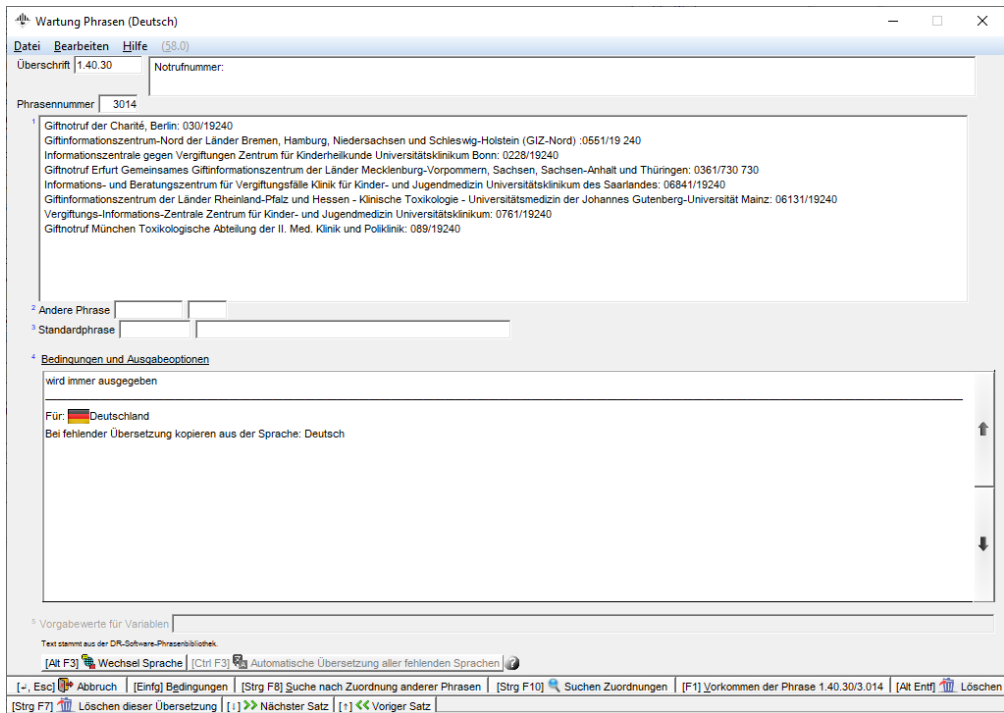 Wartung Phrasen (Deutsch)
Datei Bearbeiten Hilfe (58.0)
Überschrift 1.40.30 Notrufnummer:
Phrasennummer 3014
1 Giftnotruf der Charité, Berlin: 030/19240
Giftinformationszentrum-Nord der Länder Bremen, Hamburg, Niedersachsen und Schleswig-Holstein (GIZ-Nord) :0551/19 240
Informationszentrale gegen Vergiftungen Zentrum für Kinderheilkunde Universitätsklinikum Bonn: 0228/19240
Giftnotruf Erfurt Gemeinsames Giftinformationszentrum der Länder Mecklenburg-Vorpommern, Sachsen, Sachsen-Anhalt und Thüringen: 0361/730 730
Informations- und Beratungszentrum für Vergiftungsfälle Klinik für Kinder- und Jugendmedizin Universitätsklinikum des Saarlandes: 06841/19240
Giftinformationszentrum der Länder Rheinland-Pfalz und Hessen - Klinische Toxikologie - Universitätsmedizin der Johannes Gutenberg-Universität Mainz: 06131/19240
Vergiftungs-Informations-Zentrale Zentrum für Kinder- und Jugendmedizin Universitätsklinikum: 0761/19240
Giftnotruf München Toxikologische Abteilung der II. Med. Klinik und Poliklinik: 089/19240
2 Andere Phrase
3 Standardphrase
4 Bedingungen und Ausgabeoptionen
wird immer ausgegeben
Für: Deutschland
Bei fehlender Übersetzung kopieren aus der Sprache: Deutsch
5 Vorgabewerte für Variablen
Text stammt aus der DR-Software-Phrasenbibliothek.
[Alt F3] Wechsel Sprache [Ctrl F3] Automatische Übersetzung aller fehlenden Sprachen ?
[↵, Esc] Abbruch [Einfg] Bedingungen [Strg F8] Suche nach Zuordnung anderer Phrasen [Strg F10] Suchen Zuordnungen [F1] Vorkommen der Phrase 1.40.30/3.014 [Alt Entf] Löschen
[Strg F7] Löschen dieser Übersetzung [↓] Nächster Satz [↑] Voriger Satz